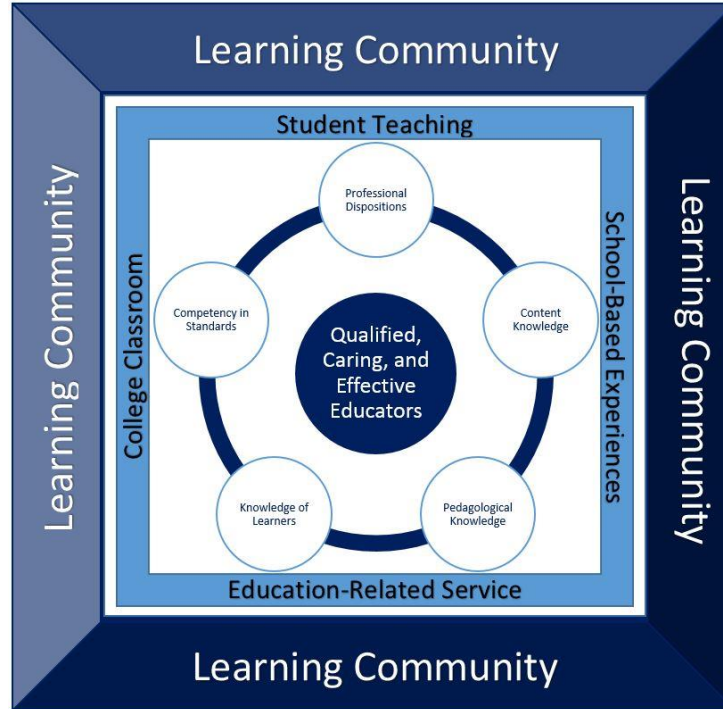 Learning Community
Student Teaching
Professional
Dispositions
Learning Community
College Classroom
Competency in
Standards
Qualified,
Caring, and
Effective
Educators
Content
Knowledge
School-Based Experiences
Learning Community
Knowledge of
Learners
Pedagological
Knowledge
Education-Related Service
Learning Community